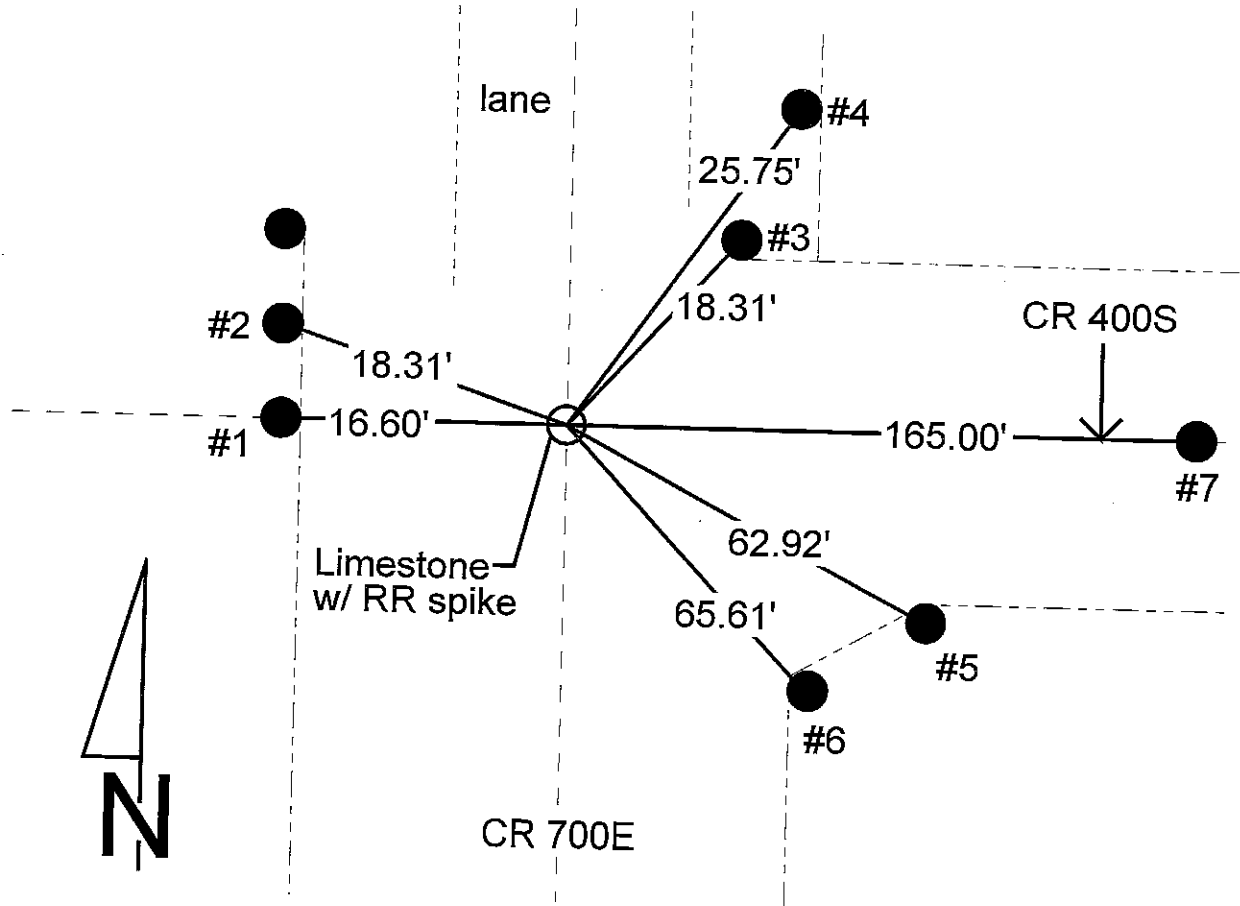 lane
#4
25.75'
#3
18.31'
CR 400S
#2
18.31'
#1
16.60'
165.00'
#7
62.92'
Limestone
w/ RR spike
65.61'
#5
#6
N
CR 700E